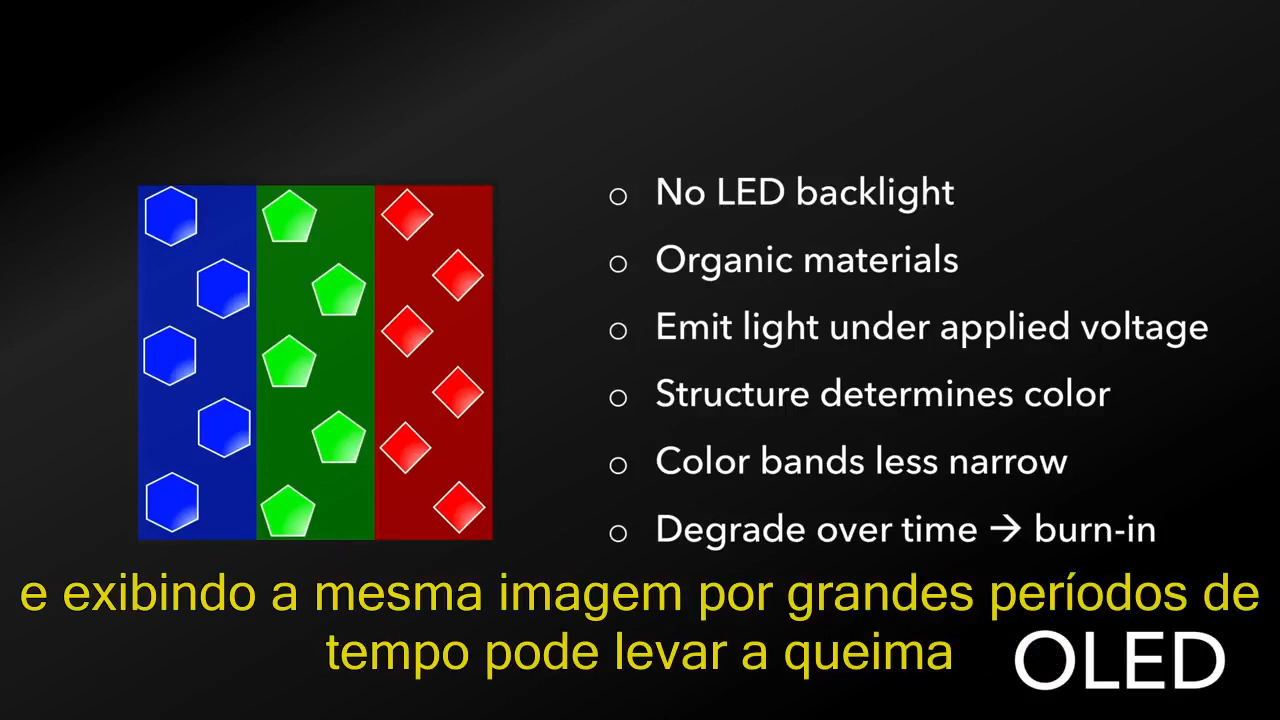 No LED backlight
Organic materials
Emit light under applied voltage
Structure determines color
Color bands less narrow
Degrade over time → burn-in
e exibindo a mesma imagem por grandes períodos de
tempo pode levar a queima
OLED